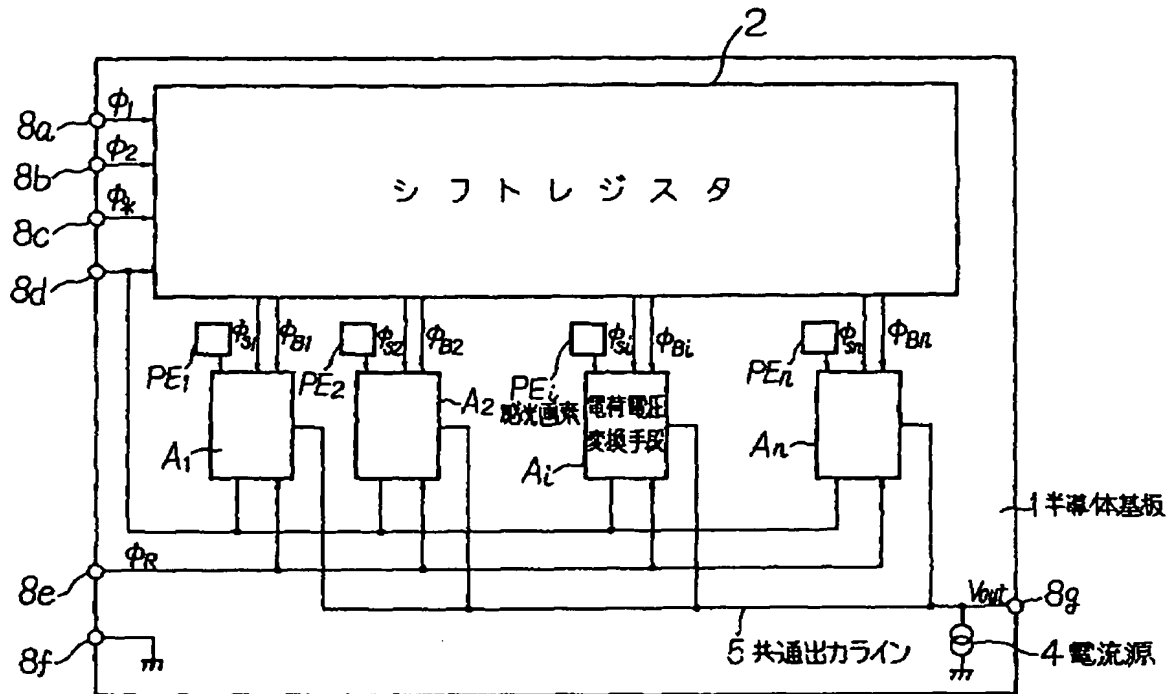 2
8a
φ1
8b
φ2
シフトレジスタ
8c
φ*
8d
φS1
φB1
φS2
φB2
φSi
φBi
φSn
φBn
PE1
PE2
PEi
感光画素
PEn
A1
A2
Ai
電荷電圧
変換手段
An
1 半導体基板
8e
φR
Vout
8g
8f
5 共通出力ライン
4 電流源